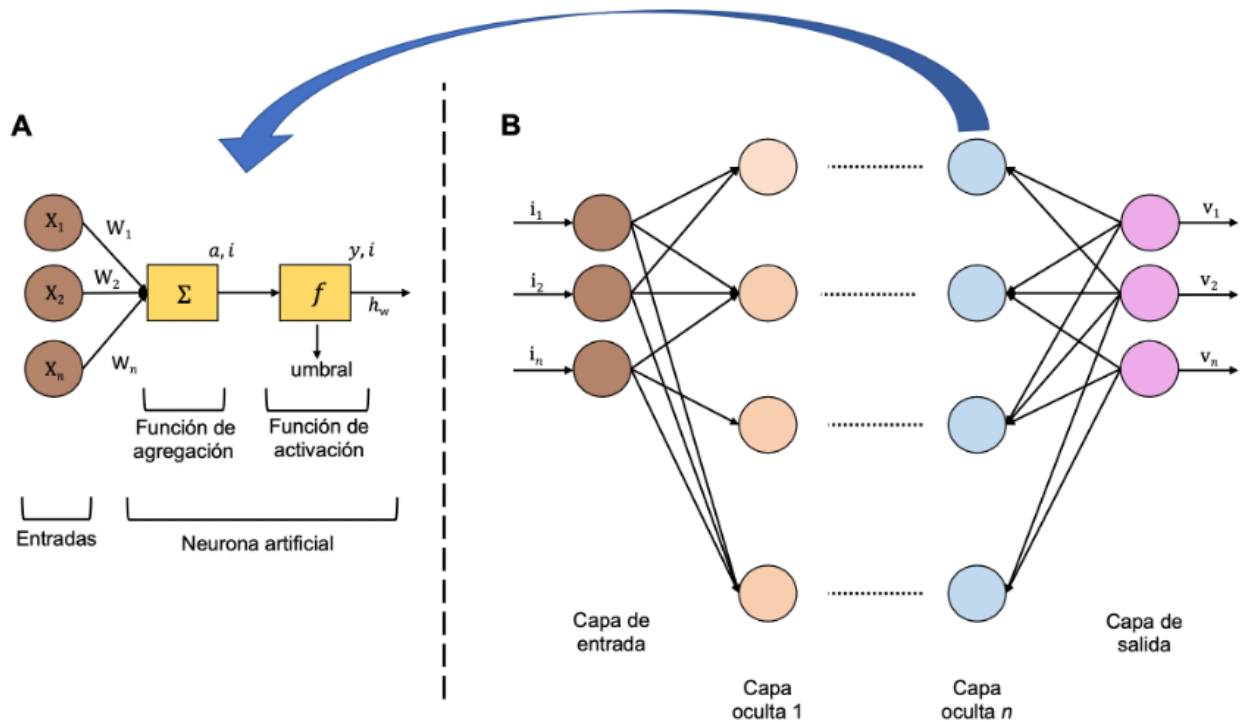 A
X₁
W₁
X₂
W₂
Xₙ
Wₙ
Σ
a, i
f
y, i
h_w
umbral
Función de
agregación
Función de
activación
Entradas
Neurona artificial
B
i₁
i₂
iₙ
v₁
v₂
vₙ
Capa de
entrada
Capa
oculta 1
Capa
oculta n
Capa de
salida